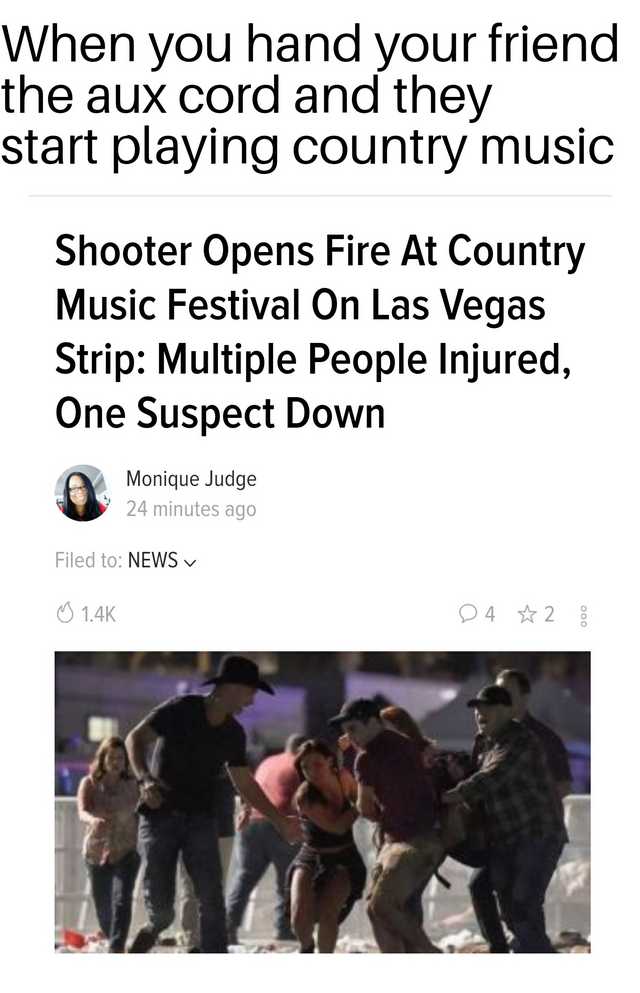 When you hand your friend
the aux cord and they
start playing country music
Shooter Opens Fire At Country
Music Festival On Las Vegas
Strip: Multiple People Injured,
One Suspect Down
Monique Judge
24 minutes ago
Filed to: NEWS
1.4K
4
2